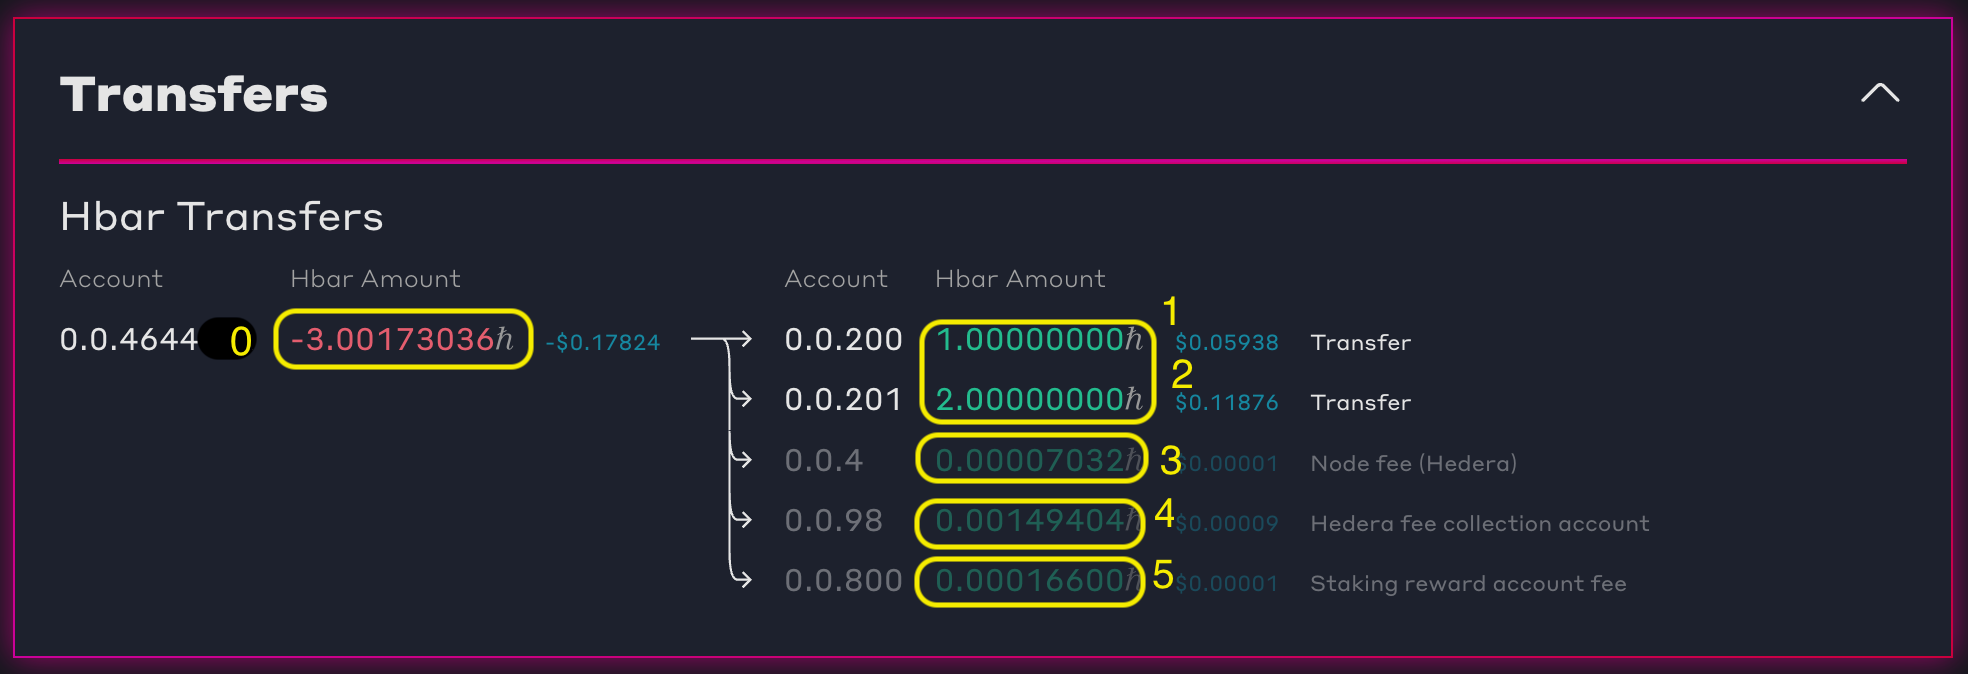 Transfers
Hbar Transfers
Account Hbar Amount Account Hbar Amount
0.0.4644 0 -3.00173036ℏ -$0.17824 0.0.200 1.00000000ℏ 1 $0.05938 Transfer
0.0.201 2.00000000ℏ 2 $0.11876 Transfer
0.0.4 0.00007032ℏ 3 $0.00001 Node fee (Hedera)
0.0.98 0.00149404ℏ 4 $0.00009 Hedera fee collection account
0.0.800 0.00016600ℏ 5 $0.00001 Staking reward account fee